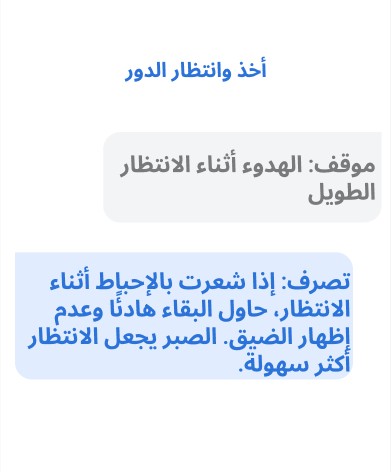 أخذ وانتظار الدور
موقف: الهدوء أثناء الانتظار
الطويل
تصرف: إذا شعرت بالإحباط أثناء
الانتظار، حاول البقاء هادئًا وعدم
إظهار الضيق. الصبر يجعل الانتظار
أكثر سهولة.